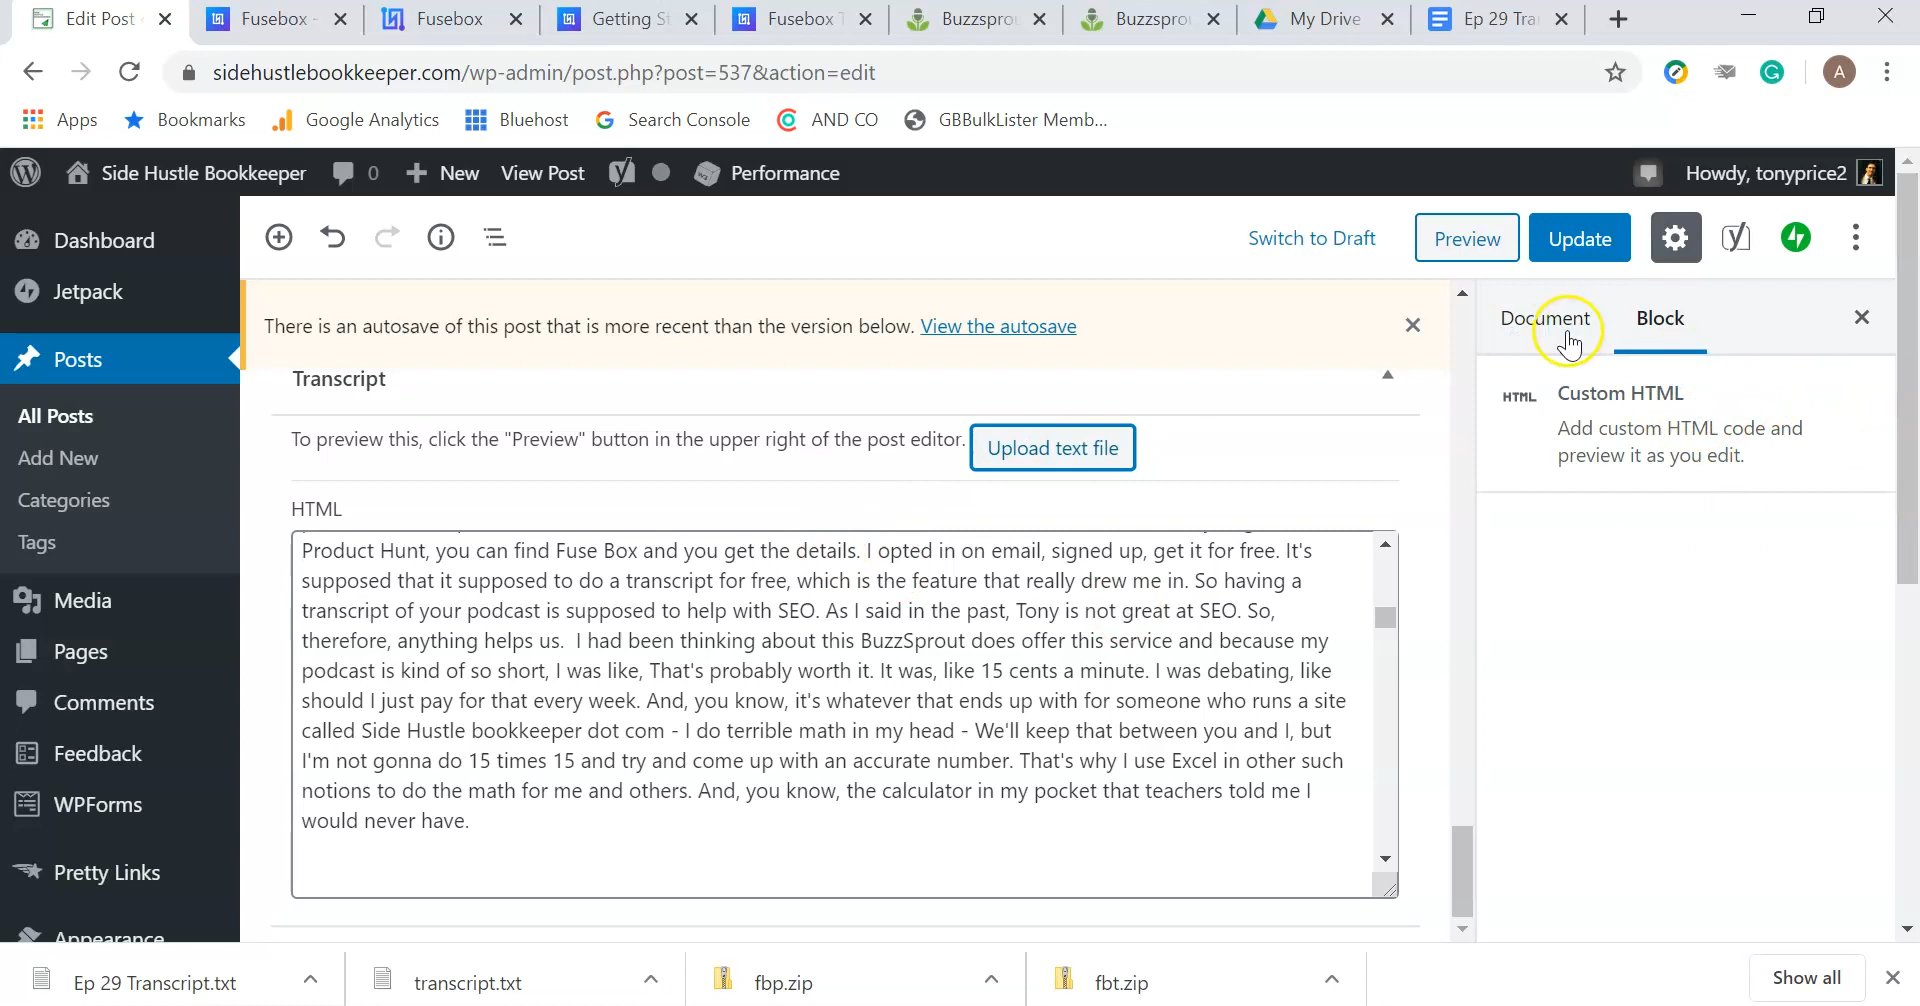 Edit Post
Fusebox -
Fusebox
Getting S
Fusebox T
Buzzspro
Buzzspro
My Drive
Ep 29 Tra
sidehustlebookkeeper.com/wp-admin/post.php?post=537&action=edit
A
Apps
Bookmarks
Google Analytics
Bluehost
Search Console
AND CO
GBBulkLister Memb...
Side Hustle Bookkeeper
0
New
View Post
Performance
Howdy, tonyprice2
Dashboard
Jetpack
Posts
All Posts
Add New
Categories
Tags
Media
Pages
Comments
Feedback
WPForms
Pretty Links
Appearance
Switch to Draft
Preview
Update
There is an autosave of this post that is more recent than the version below. View the autosave
Transcript
To preview this, click the "Preview" button in the upper right of the post editor.
Upload text file
HTML
Product Hunt, you can find Fuse Box and you get the details. I opted in on email, signed up, get it for free. It's
supposed that it supposed to do a transcript for free, which is the feature that really drew me in. So having a
transcript of your podcast is supposed to help with SEO. As I said in the past, Tony is not great at SEO. So,
therefore, anything helps us.  I had been thinking about this BuzzSprout does offer this service and because my
podcast is kind of so short, I was like, That's probably worth it. It was, like 15 cents a minute. I was debating, like
should I just pay for that every week. And, you know, it's whatever that ends up with for someone who runs a site
called Side Hustle bookkeeper dot com - I do terrible math in my head - We'll keep that between you and I, but
I'm not gonna do 15 times 15 and try and come up with an accurate number. That's why I use Excel in other such
notions to do the math for me and others. And, you know, the calculator in my pocket that teachers told me I
would never have.
Document
Block
HTML
Custom HTML
Add custom HTML code and
preview it as you edit.
Ep 29 Transcript.txt
transcript.txt
fbp.zip
fbt.zip
Show all